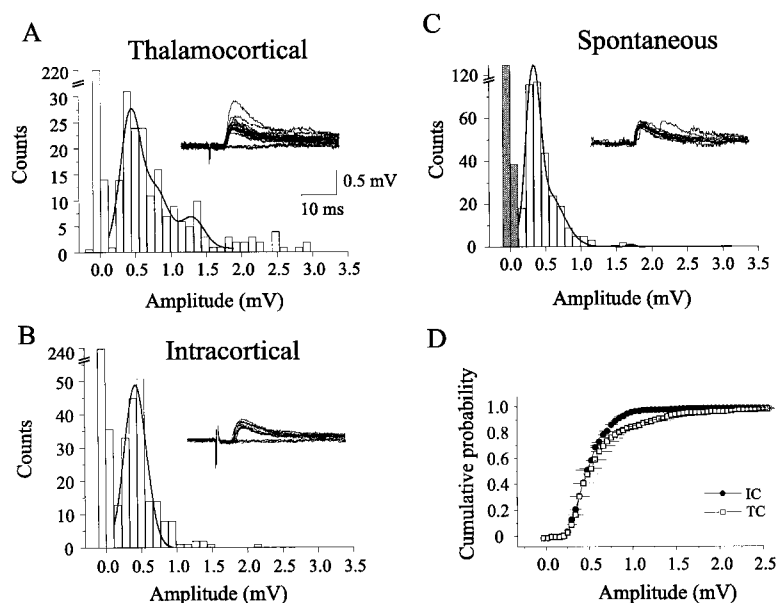 A
Thalamocortical
220
30
25
20
15
10
5
0
Counts
0.5 mV
10 ms
0.0 0.5 1.0 1.5 2.0 2.5 3.0 3.5
Amplitude (mV)
B
Intracortical
240
50
40
30
20
10
0
Counts
0.0 0.5 1.0 1.5 2.0 2.5 3.0 3.5
Amplitude (mV)
C
Spontaneous
120
80
40
0
Counts
0.0 0.5 1.0 1.5 2.0 2.5 3.0 3.5
Amplitude (mV)
D
1.0
0.8
0.6
0.4
0.2
0
Cumulative probability
IC
TC
0.0 0.5 1.0 1.5 2.0 2.5
Amplitude (mV)